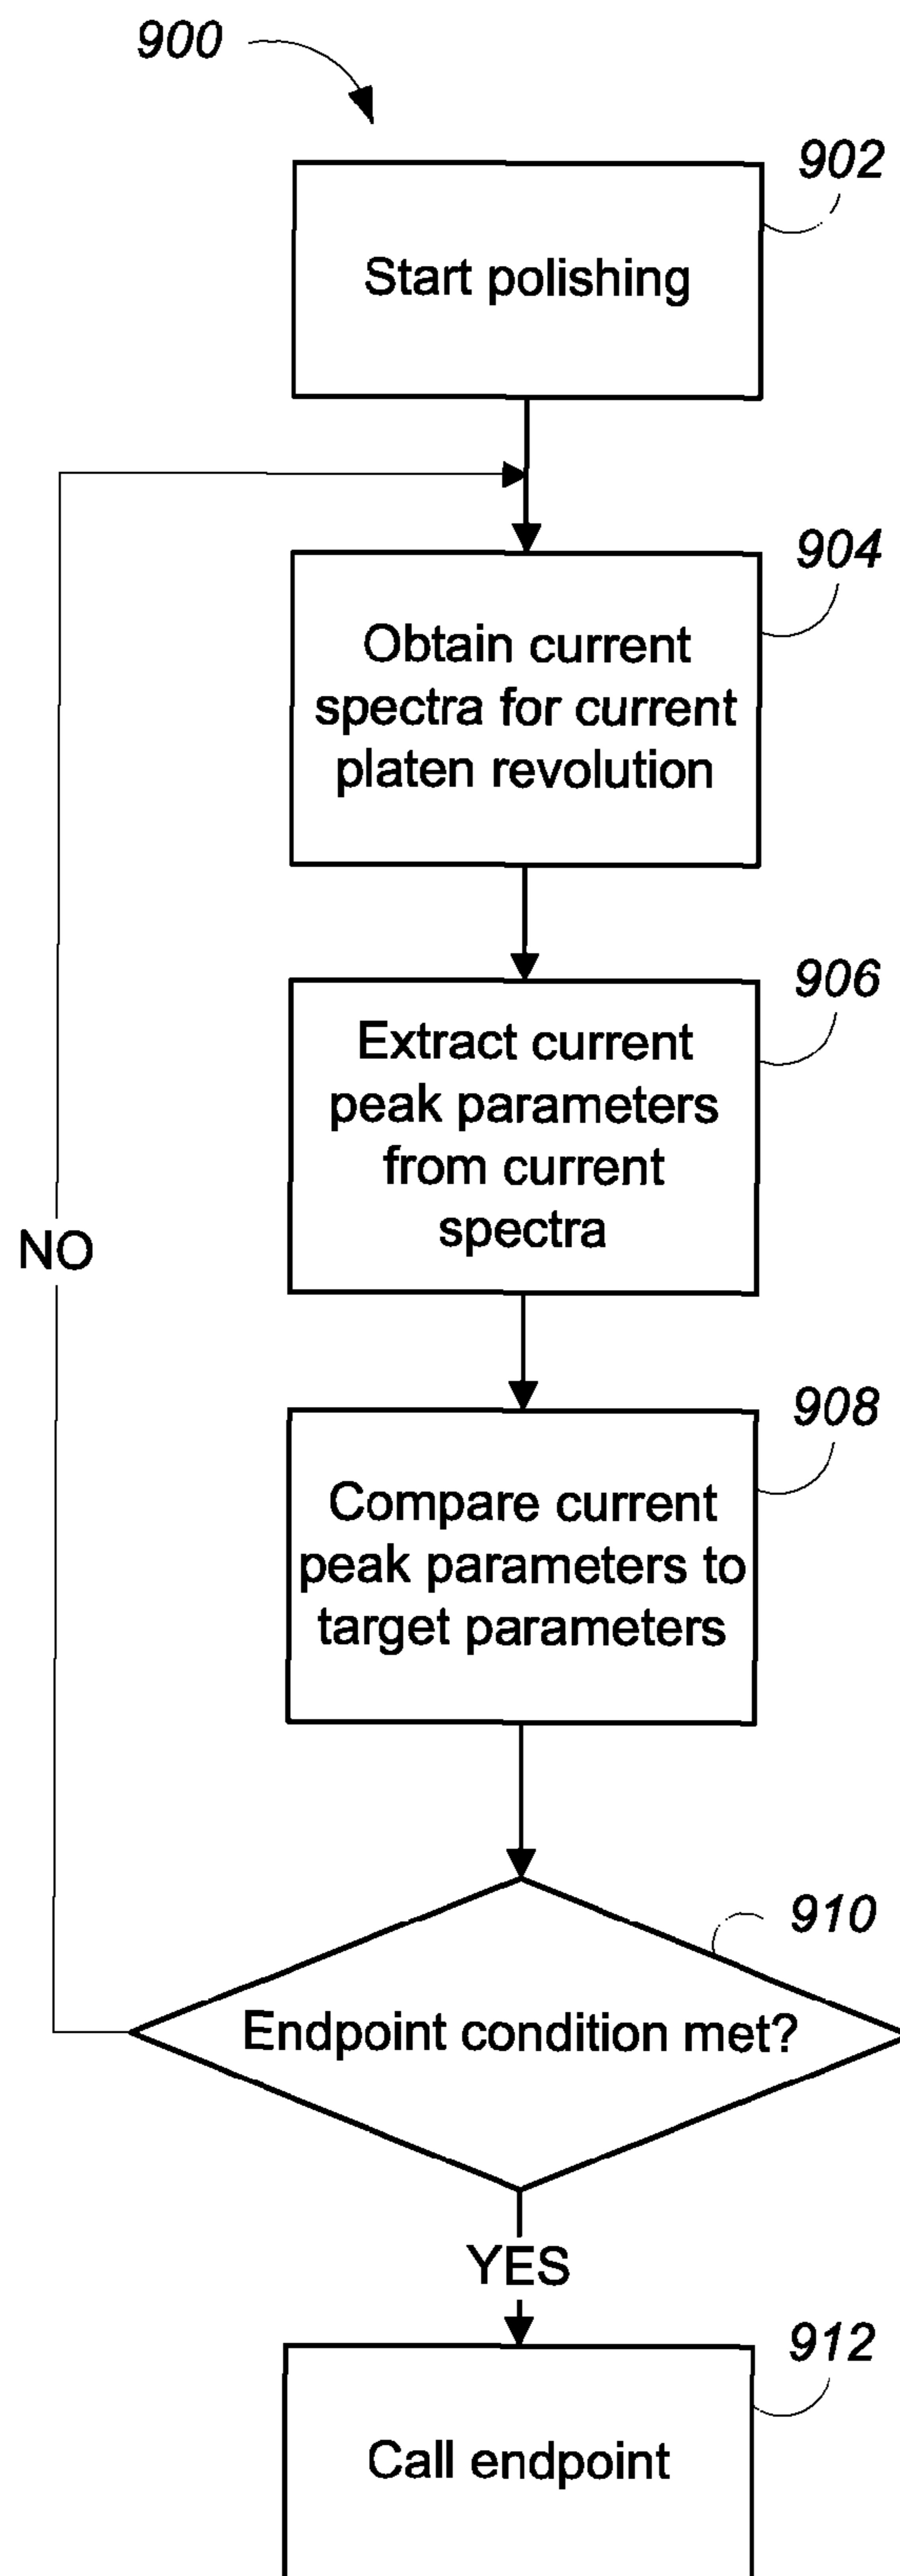 900
902
Start polishing
904
Obtain current
spectra for current
platen revolution
906
Extract current
peak parameters
from current
spectra
NO
908
Compare current
peak parameters to
target parameters
910
Endpoint condition met?
YES
912
Call endpoint